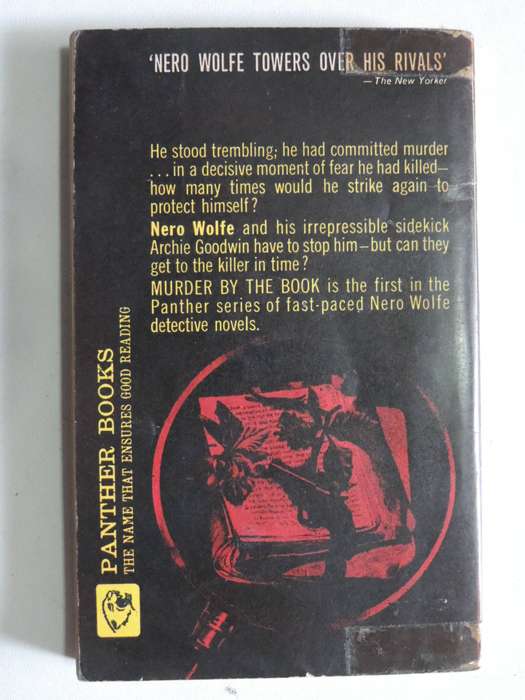 'NERO WOLFE TOWERS OVER HIS RIVALS'
—The New Yorker
He stood trembling; he had committed murder
...in a decisive moment of fear he had killed—
how many times would he strike again to
protect himself?
Nero Wolfe and his irrepressible sidekick
Archie Goodwin have to stop him—but can they
get to the killer in time?
MURDER BY THE BOOK is the first in the
Panther series of fast-paced Nero Wolfe
detective novels.
PANTHER BOOKS
THE NAME THAT ENSURES GOOD READING